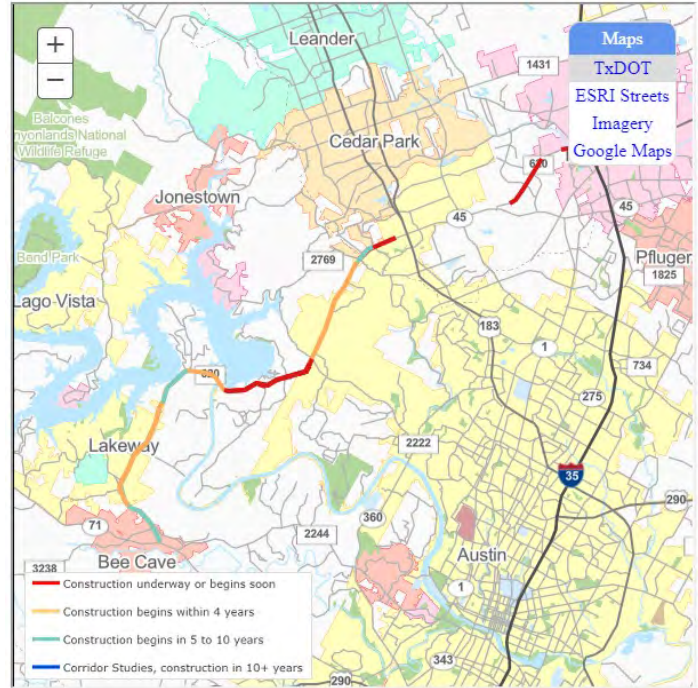 +
−
Leander
Maps
TxDOT
ESRI Streets
Imagery
Google Maps
1431
Balcones
nyonlands National
Wildlife Refuge
Cedar Park
Jonestown
45
45
Bend Park
2769
Pfluger
1825
Lago Vista
183
1
734
620
275
Lakeway
2222
35
290
71
360
2244
Austin
3238
Bee Cave
1
343
290
Construction underway or begins soon
Construction begins within 4 years
Construction begins in 5 to 10 years
Corridor Studies, construction in 10+ years